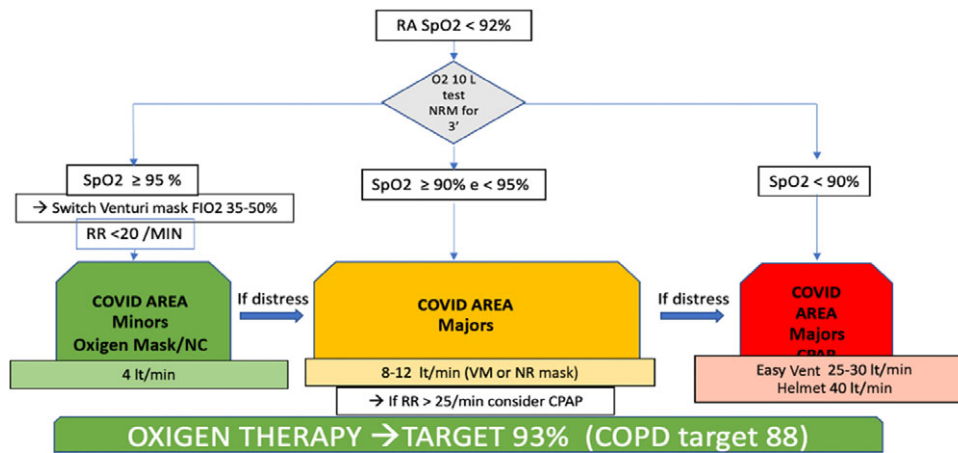 RA SpO2 < 92%
O2 10 L
test
NRM for
3’
SpO2 ≥ 95 %
→ Switch Venturi mask FIO2 35-50%
RR <20 /MIN
SpO2 ≥ 90% e < 95%
SpO2 < 90%
COVID AREA
Minors
Oxigen Mask/NC
4 lt/min
If distress
COVID AREA
Majors
8-12 lt/min (VM or NR mask)
→ If RR > 25/min consider CPAP
If distress
COVID
AREA
Majors
CPAP
Easy Vent 25-30 lt/min
Helmet 40 lt/min
OXIGEN THERAPY →TARGET 93% (COPD target 88)